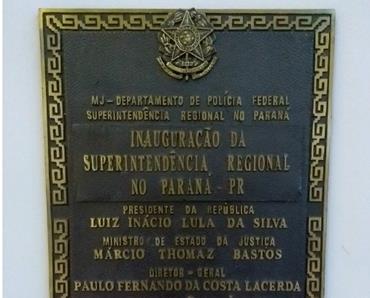 MJ - DEPARTAMENTO DE POLÍCIA FEDERAL
SUPERINTENDÊNCIA REGIONAL NO PARANÁ
INAUGURAÇÃO DA
SUPERINTENDÊNCIA REGIONAL
NO PARANÁ - PR
PRESIDENTE DA REPÚBLICA
LUIZ INÁCIO LULA DA SILVA
MINISTRO DE ESTADO DA JUSTIÇA
MÁRCIO THOMAZ BASTOS
DIRETOR - GERAL
PAULO FERNANDO DA COSTA LACERDA